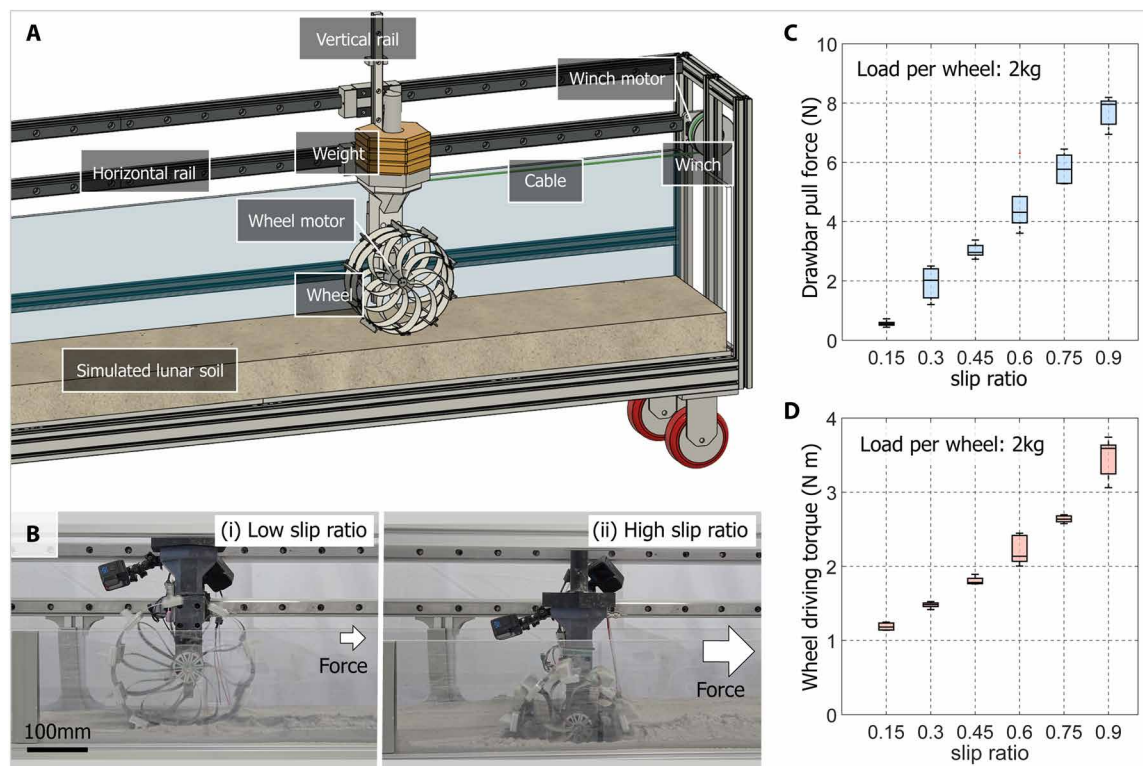 A
Vertical rail
Winch motor
Weight
Horizontal rail
Cable
Winch
Wheel motor
Wheel
Simulated lunar soil
B
(i) Low slip ratio
Force
100mm
(ii) High slip ratio
Force
C
Load per wheel: 2kg
Drawbar pull force (N)
10
8
6
4
2
0
0.15 0.3 0.45 0.6 0.75 0.9
slip ratio
D
Load per wheel: 2kg
Wheel driving torque (N m)
4
3
2
1
0
0.15 0.3 0.45 0.6 0.75 0.9
slip ratio